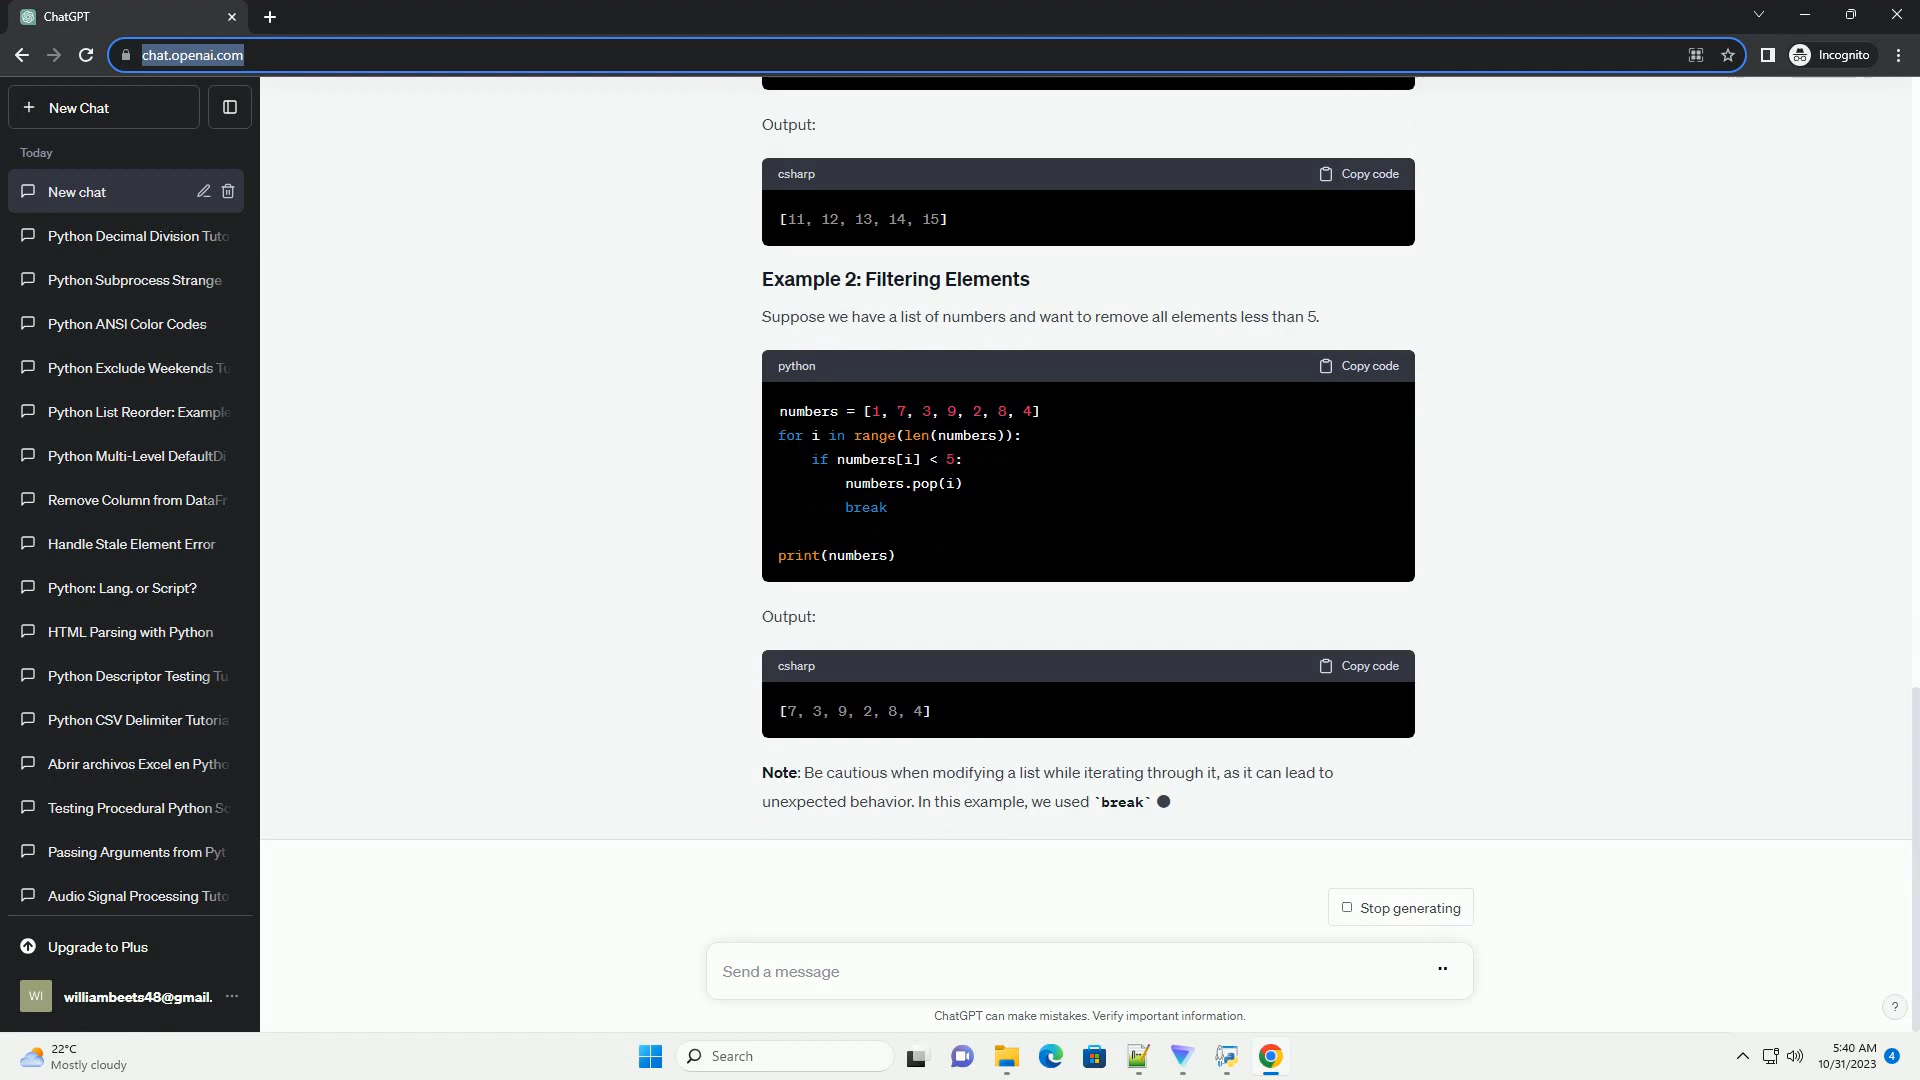 ChatGPT
chat.openai.com
Incognito
New Chat
Today
New chat
Python Decimal Division Tuto
Python Subprocess Strange
Python ANSI Color Codes
Python Exclude Weekends Tu
Python List Reorder: Example
Python Multi-Level DefaultDi
Remove Column from DataFr
Handle Stale Element Error
Python: Lang. or Script?
HTML Parsing with Python
Python Descriptor Testing Tu
Python CSV Delimiter Tutoria
Abrir archivos Excel en Pytho
Testing Procedural Python Sc
Passing Arguments from Pyt
Audio Signal Processing Tuto
Upgrade to Plus
WI williambeets48@gmail.
Output:
csharp Copy code
[11, 12, 13, 14, 15]
Example 2: Filtering Elements
Suppose we have a list of numbers and want to remove all elements less than 5.
python Copy code
numbers = [1, 7, 3, 9, 2, 8, 4]
for i in range(len(numbers)):
    if numbers[i] < 5:
        numbers.pop(i)
        break
print(numbers)
Output:
csharp Copy code
[7, 3, 9, 2, 8, 4]
Note: Be cautious when modifying a list while iterating through it, as it can lead to
unexpected behavior. In this example, we used `break`
Stop generating
Send a message
ChatGPT can make mistakes. Verify important information.
?
22°C
Mostly cloudy
Search
5:40 AM
10/31/2023
4